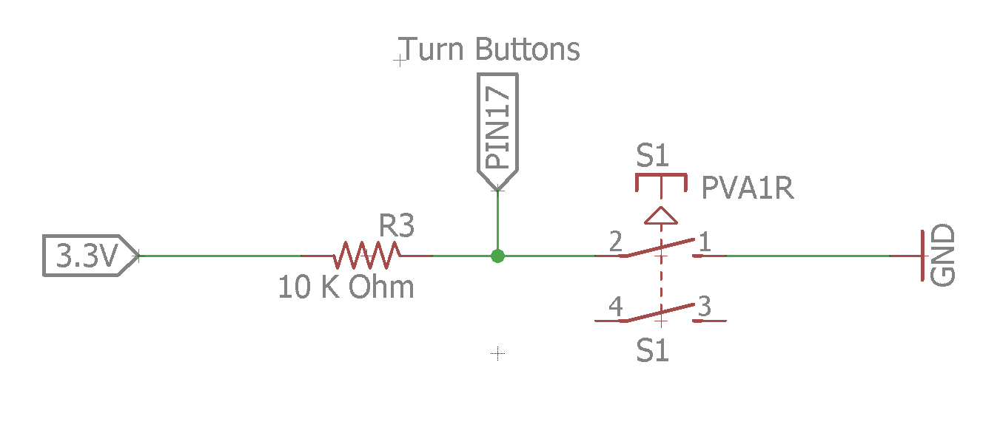 Turn Buttons
PIN17
S1
PVA1R
3.3V
R3
10 K Ohm
2
1
GND
4
3
S1